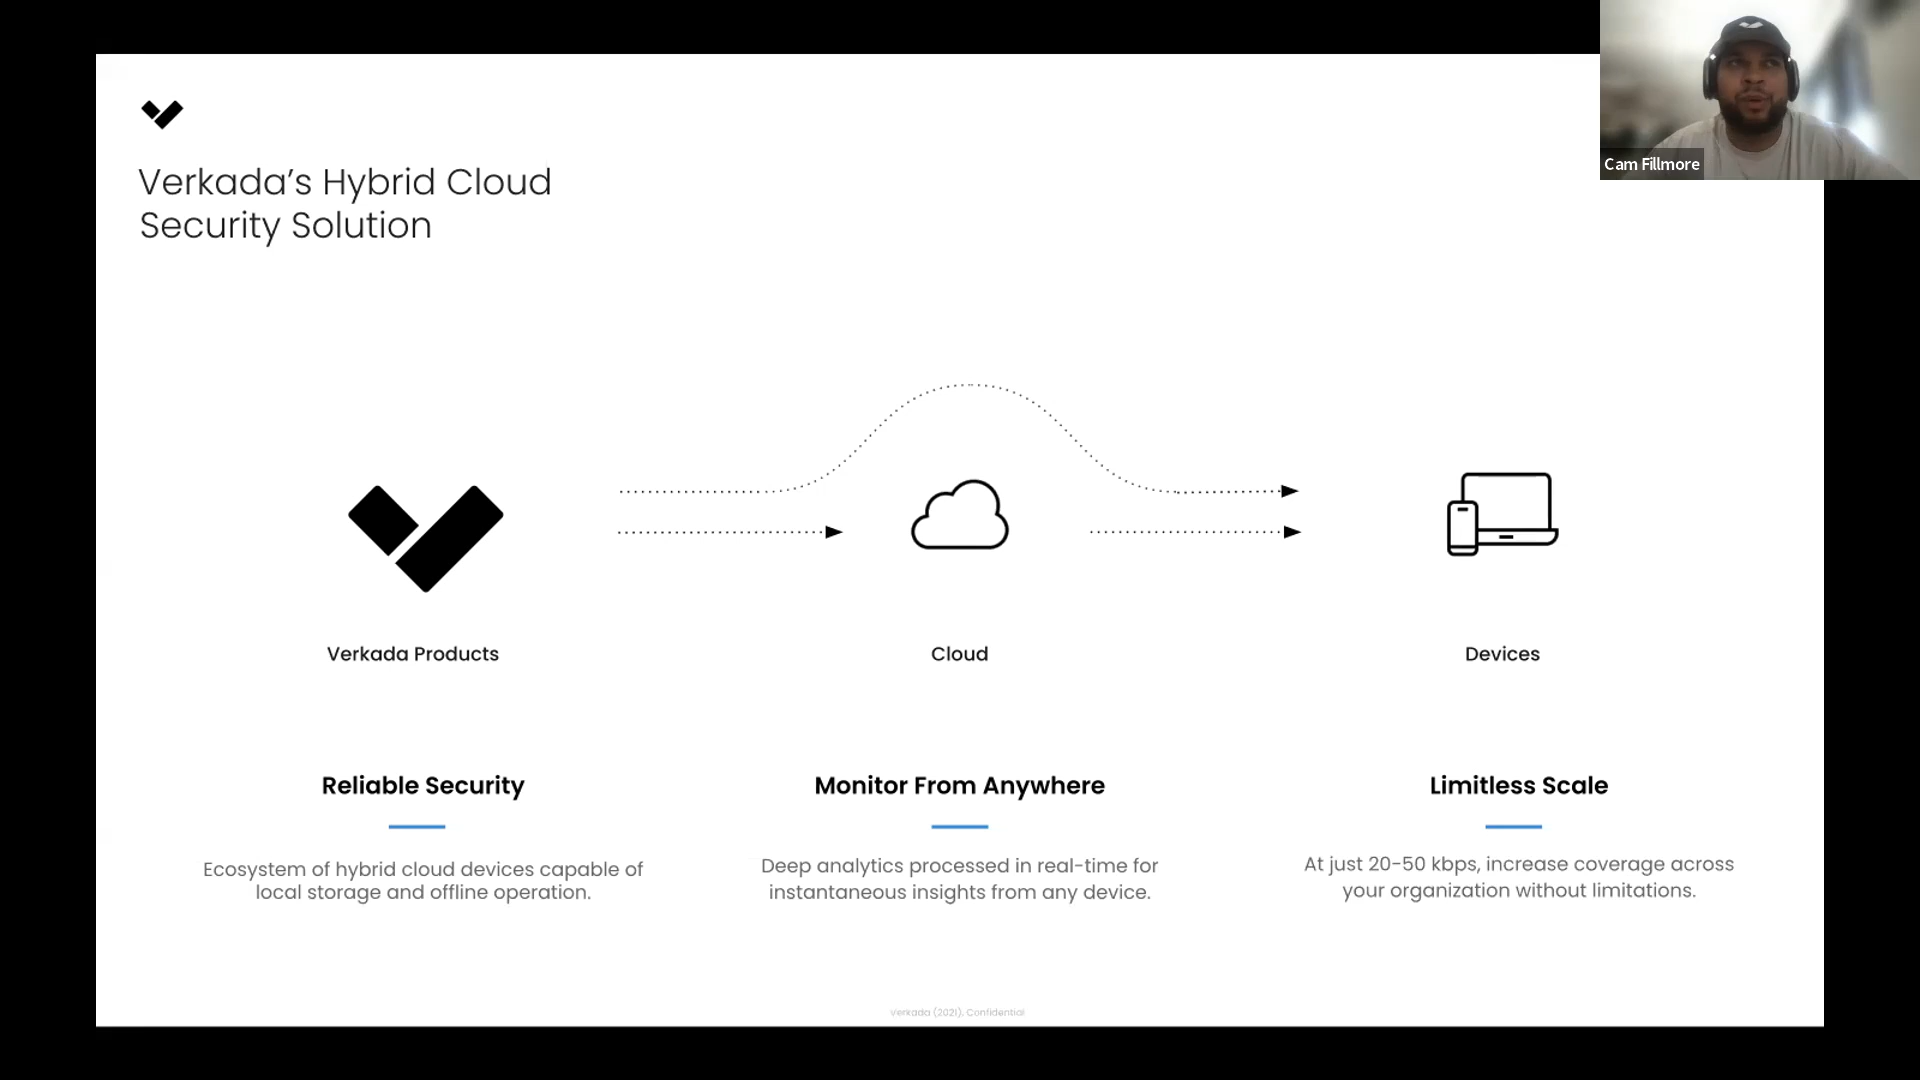 Cam Fillmore
Verkada’s Hybrid Cloud
Security Solution
Verkada Products
Cloud
Devices
Reliable Security
Monitor From Anywhere
Limitless Scale
Ecosystem of hybrid cloud devices capable of
local storage and offline operation.
Deep analytics processed in real-time for
instantaneous insights from any device.
At just 20-50 kbps, increase coverage across
your organization without limitations.
Verkada (2021). Confidential